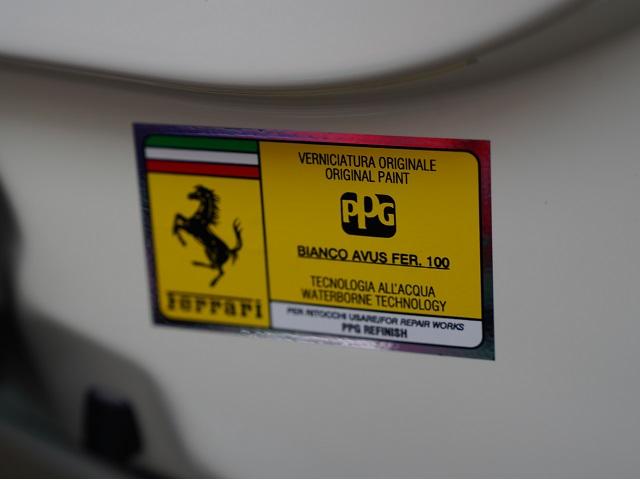 VERNICIATURA ORIGINALE
ORIGINAL PAINT
PPG
BIANCO AVUS FER. 100
TECNOLOGIA ALL'ACQUA
WATERBORNE TECHNOLOGY
Ferrari
PER RITOCCHI USARE/FOR REPAIR WORKS
PPG REFINISH